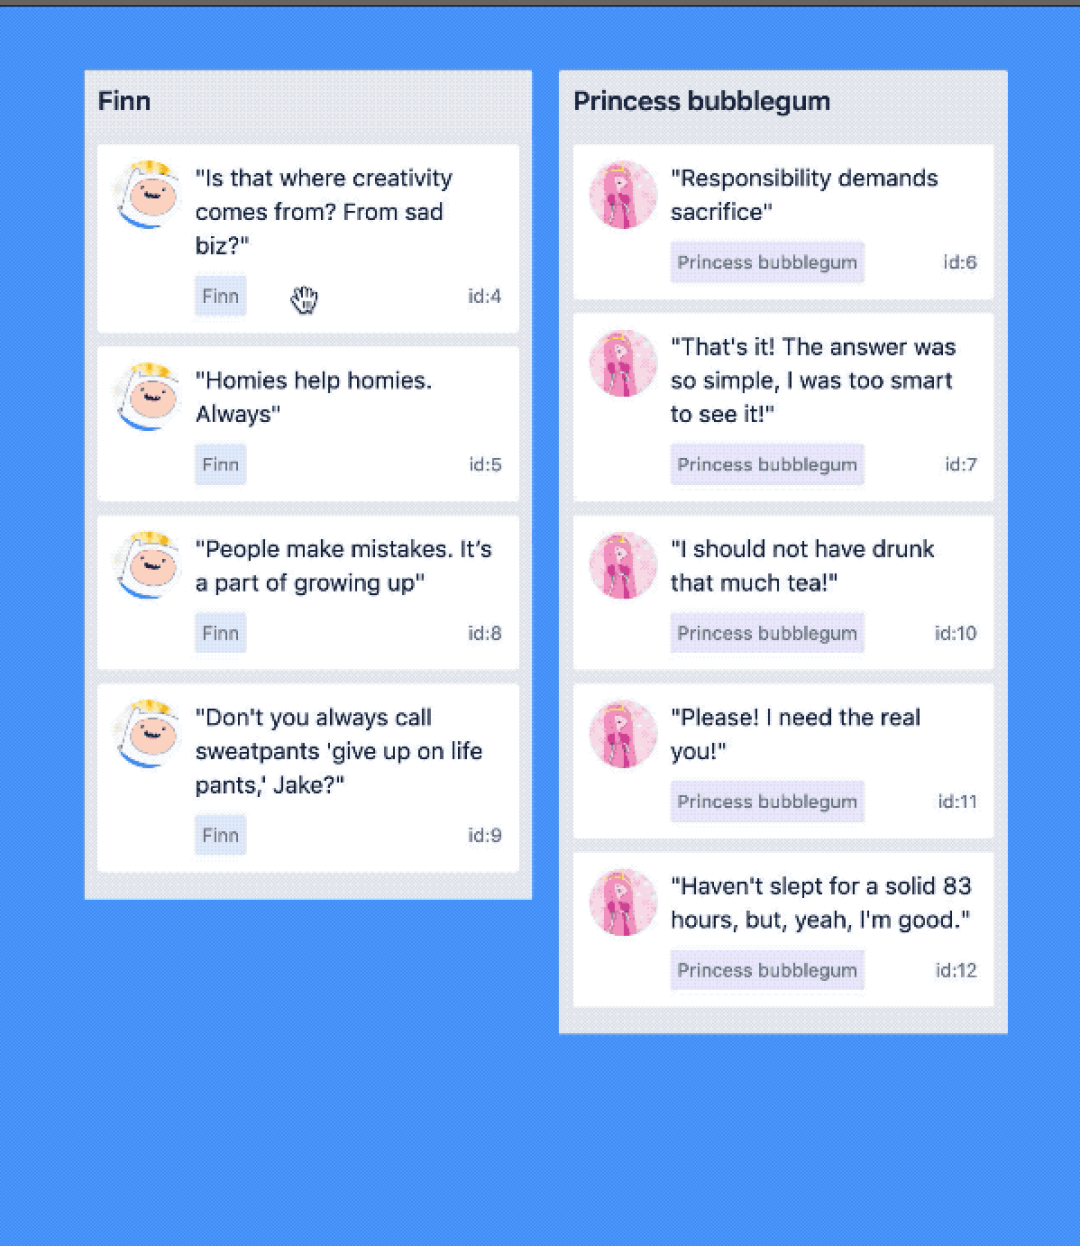 Finn
"Is that where creativity
comes from? From sad
biz?"
Finn
id:4
"Homies help homies.
Always"
Finn
id:5
"People make mistakes. It’s
a part of growing up"
Finn
id:8
"Don't you always call
sweatpants 'give up on life
pants,' Jake?"
Finn
id:9
Princess bubblegum
"Responsibility demands
sacrifice"
Princess bubblegum
id:6
"That's it! The answer was
so simple, I was too smart
to see it!"
Princess bubblegum
id:7
"I should not have drunk
that much tea!"
Princess bubblegum
id:10
"Please! I need the real
you!"
Princess bubblegum
id:11
"Haven't slept for a solid 83
hours, but, yeah, I'm good."
Princess bubblegum
id:12